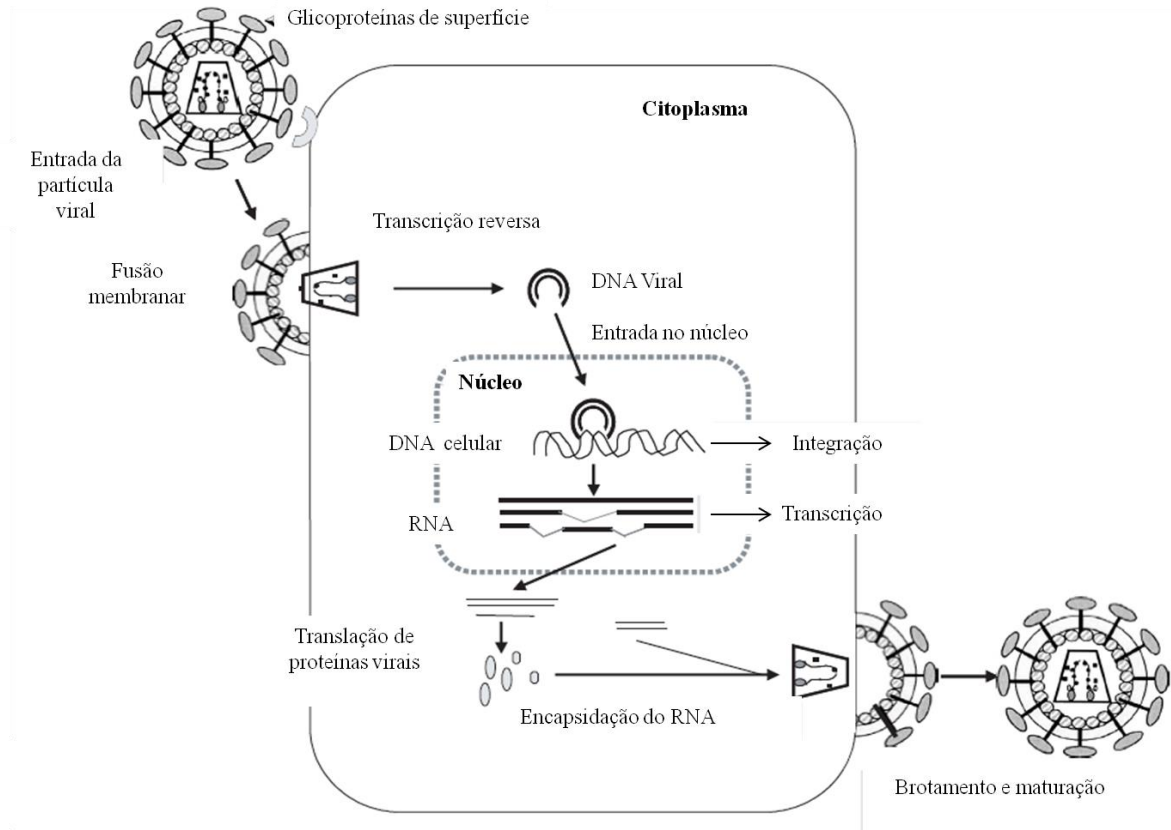 Glicoproteínas de superfície
Citoplasma
Entrada da
partícula
viral
Transcrição reversa
Fusão
membranar
DNA Viral
Entrada no núcleo
Núcleo
DNA celular
Integração
RNA
Transcrição
Translação de
proteínas virais
Encapsidação do RNA
Brotamento e maturação